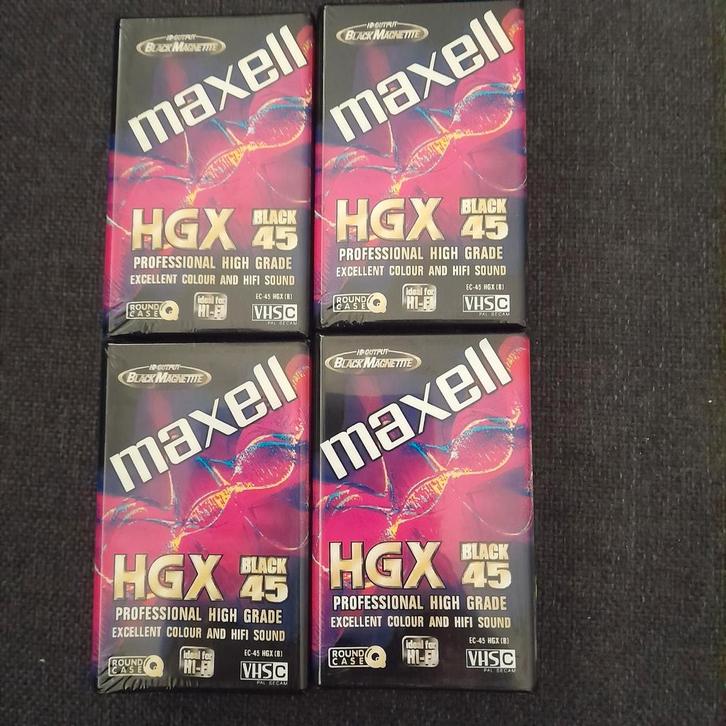 HI-OUTPUT
BLACK MAGNETITE
maxell
HGX BLACK 45
PROFESSIONAL HIGH GRADE
EXCELLENT COLOUR AND HIFI SOUND
EC-45 HGX (B)
ROUND CASE
ideal for Hi-Fi
VHS C
PAL SECAM
HI-OUTPUT
BLACK MAGNETITE
maxell
HGX BLACK 45
PROFESSIONAL HIGH GRADE
EXCELLENT COLOUR AND HIFI SOUND
EC-45 HGX (B)
ROUND CASE
ideal for Hi-Fi
VHS C
PAL SECAM
HI-OUTPUT
BLACK MAGNETITE
maxell
HGX BLACK 45
PROFESSIONAL HIGH GRADE
EXCELLENT COLOUR AND HIFI SOUND
EC-45 HGX (B)
ROUND CASE
ideal for Hi-Fi
VHS C
PAL SECAM
HI-OUTPUT
BLACK MAGNETITE
maxell
HGX BLACK 45
PROFESSIONAL HIGH GRADE
EXCELLENT COLOUR AND HIFI SOUND
EC-45 HGX (B)
ROUND CASE
ideal for Hi-Fi
VHS C
PAL SECAM